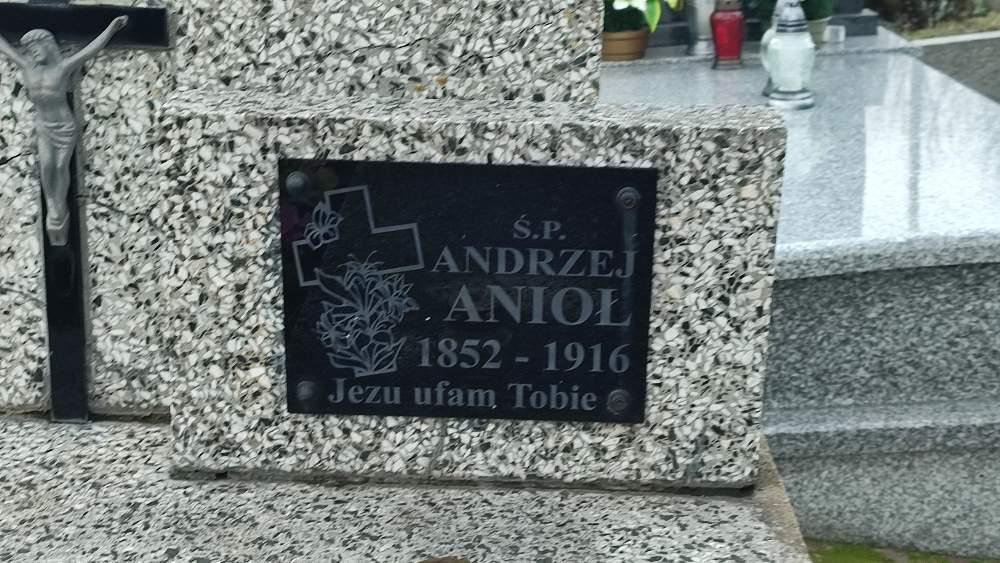 Ś.P.
ANDRZEJ
ANIOŁ
1852 - 1916
Jezu ufam Tobie